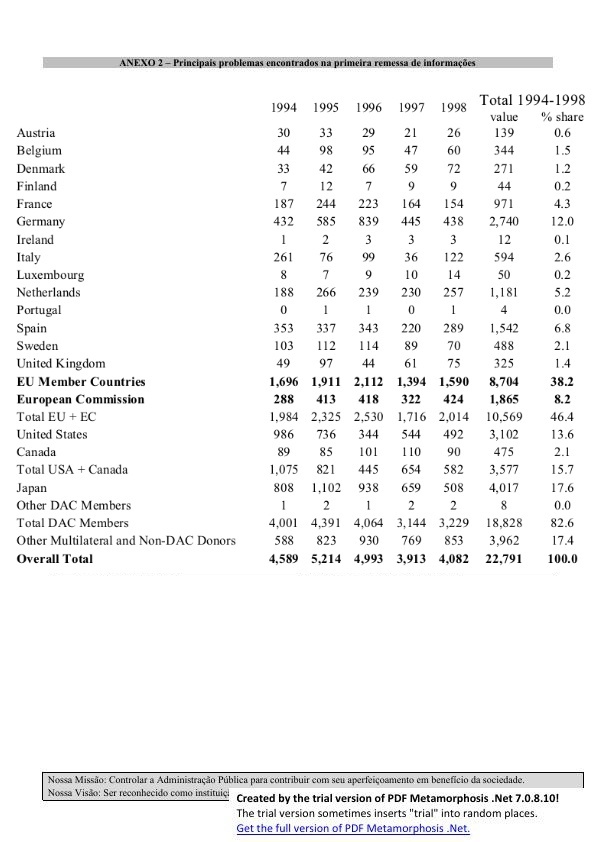 ANEXO 2 – Principais problemas encontrados na primeira remessa de informações
1994 1995 1996 1997 1998 Total 1994-1998
value % share
Austria 30 33 29 21 26 139 0.6
Belgium 44 98 95 47 60 344 1.5
Denmark 33 42 66 59 72 271 1.2
Finland 7 12 7 9 9 44 0.2
France 187 244 223 164 154 971 4.3
Germany 432 585 839 445 438 2,740 12.0
Ireland 1 2 3 3 3 12 0.1
Italy 261 76 99 36 122 594 2.6
Luxembourg 8 7 9 10 14 50 0.2
Netherlands 188 266 239 230 257 1,181 5.2
Portugal 0 1 1 0 1 4 0.0
Spain 353 337 343 220 289 1,542 6.8
Sweden 103 112 114 89 70 488 2.1
United Kingdom 49 97 44 61 75 325 1.4
EU Member Countries 1,696 1,911 2,112 1,394 1,590 8,704 38.2
European Commission 288 413 418 322 424 1,865 8.2
Total EU + EC 1,984 2,325 2,530 1,716 2,014 10,569 46.4
United States 986 736 344 544 492 3,102 13.6
Canada 89 85 101 110 90 475 2.1
Total USA + Canada 1,075 821 445 654 582 3,577 15.7
Japan 808 1,102 938 659 508 4,017 17.6
Other DAC Members 1 2 1 2 2 8 0.0
Total DAC Members 4,001 4,391 4,064 3,144 3,229 18,828 82.6
Other Multilateral and Non-DAC Donors 588 823 930 769 853 3,962 17.4
Overall Total 4,589 5,214 4,993 3,913 4,082 22,791 100.0
Nossa Missão: Controlar a Administração Pública para contribuir com seu aperfeiçoamento em benefício da sociedade.
Nossa Visão: Ser reconhecido como
Created by the trial version of PDF Metamorphosis .Net 7.0.8.10!
The trial version sometimes inserts "trial" into random places.
Get the full version of PDF Metamorphosis .Net.